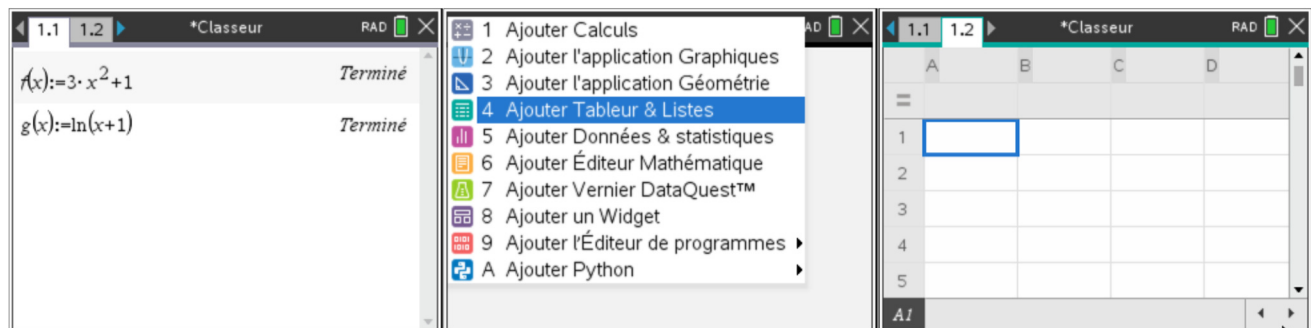 1.1 1.2 *Classeur RAD
f(x):=3·x²+1 Terminé
g(x):=ln(x+1) Terminé
1 Ajouter Calculs
2 Ajouter l'application Graphiques
3 Ajouter l'application Géométrie
4 Ajouter Tableur & Listes
5 Ajouter Données & statistiques
6 Ajouter Éditeur Mathématique
7 Ajouter Vernier DataQuest™
8 Ajouter un Widget
9 Ajouter l'Éditeur de programmes
A Ajouter Python
AD
1.1 1.2 *Classeur RAD
A B C D
=
1
2
3
4
5
A1